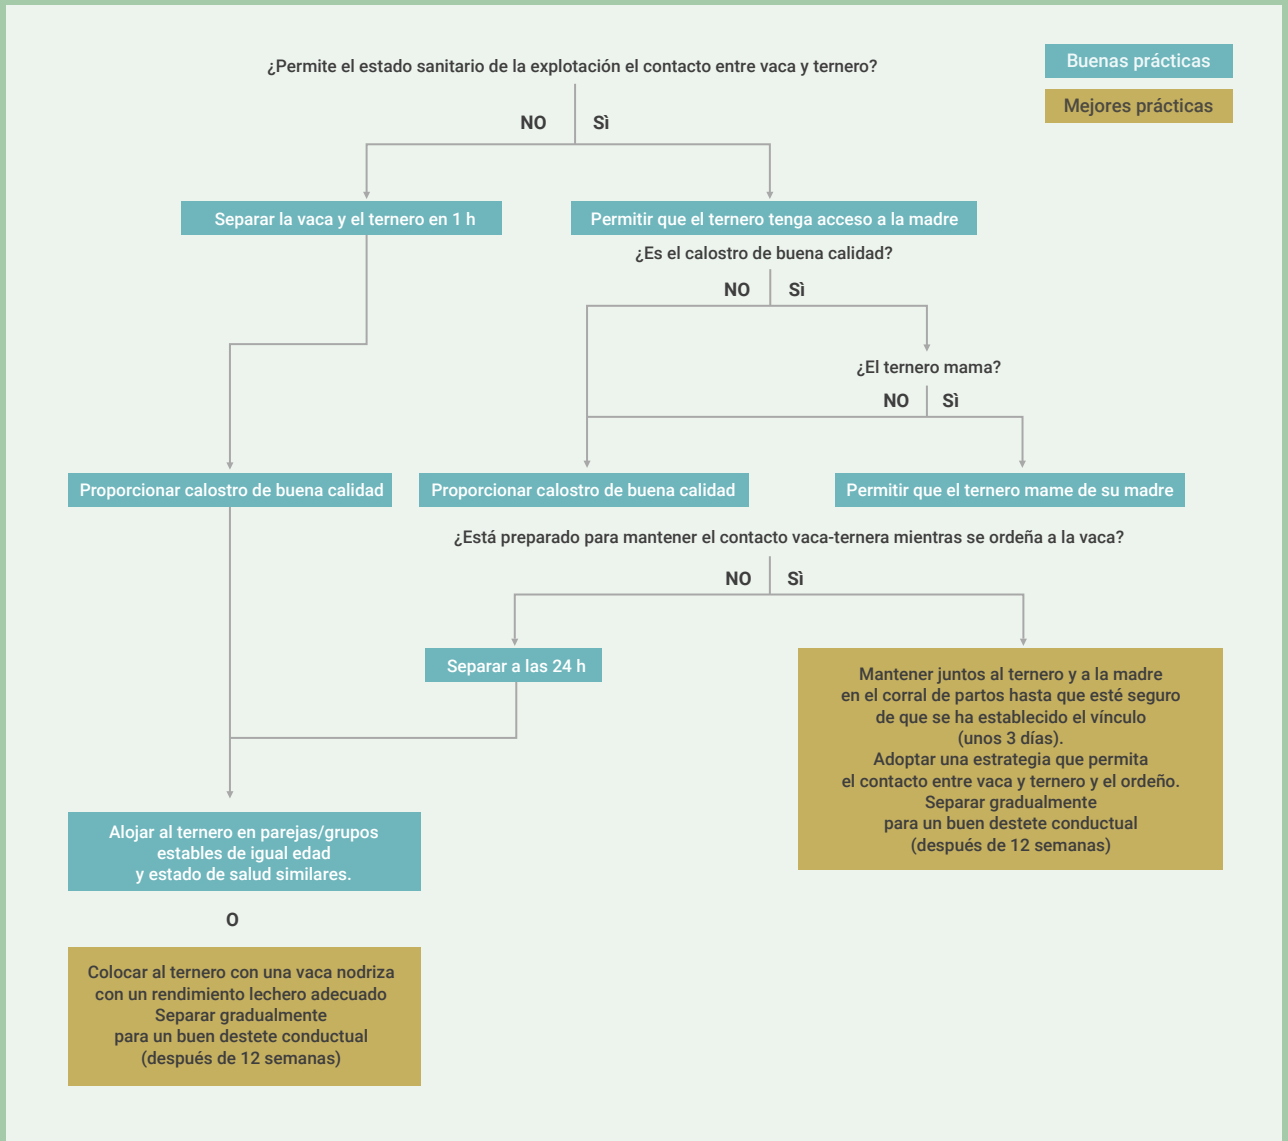 ¿Permite el estado sanitario de la explotación el contacto entre vaca y ternero?
Buenas prácticas
Mejores prácticas
NO
Sì
Separar la vaca y el ternero en 1 h
Permitir que el ternero tenga acceso a la madre
¿Es el calostro de buena calidad?
NO
Sì
¿El ternero mama?
NO
Sì
Proporcionar calostro de buena calidad
Proporcionar calostro de buena calidad
Permitir que el ternero mame de su madre
¿Está preparado para mantener el contacto vaca-ternera mientras se ordeña a la vaca?
NO
Sì
Separar a las 24 h
Mantener juntos al ternero y a la madre
en el corral de partos hasta que esté seguro
de que se ha establecido el vínculo
(unos 3 días).
Adoptar una estrategia que permita
el contacto entre vaca y ternero y el ordeño.
Separar gradualmente
para un buen destete conductual
(después de 12 semanas)
Alojar al ternero en parejas/grupos
estables de igual edad
y estado de salud similares.
O
Colocar al ternero con una vaca nodriza
con un rendimiento lechero adecuado
Separar gradualmente
para un buen destete conductual
(después de 12 semanas)